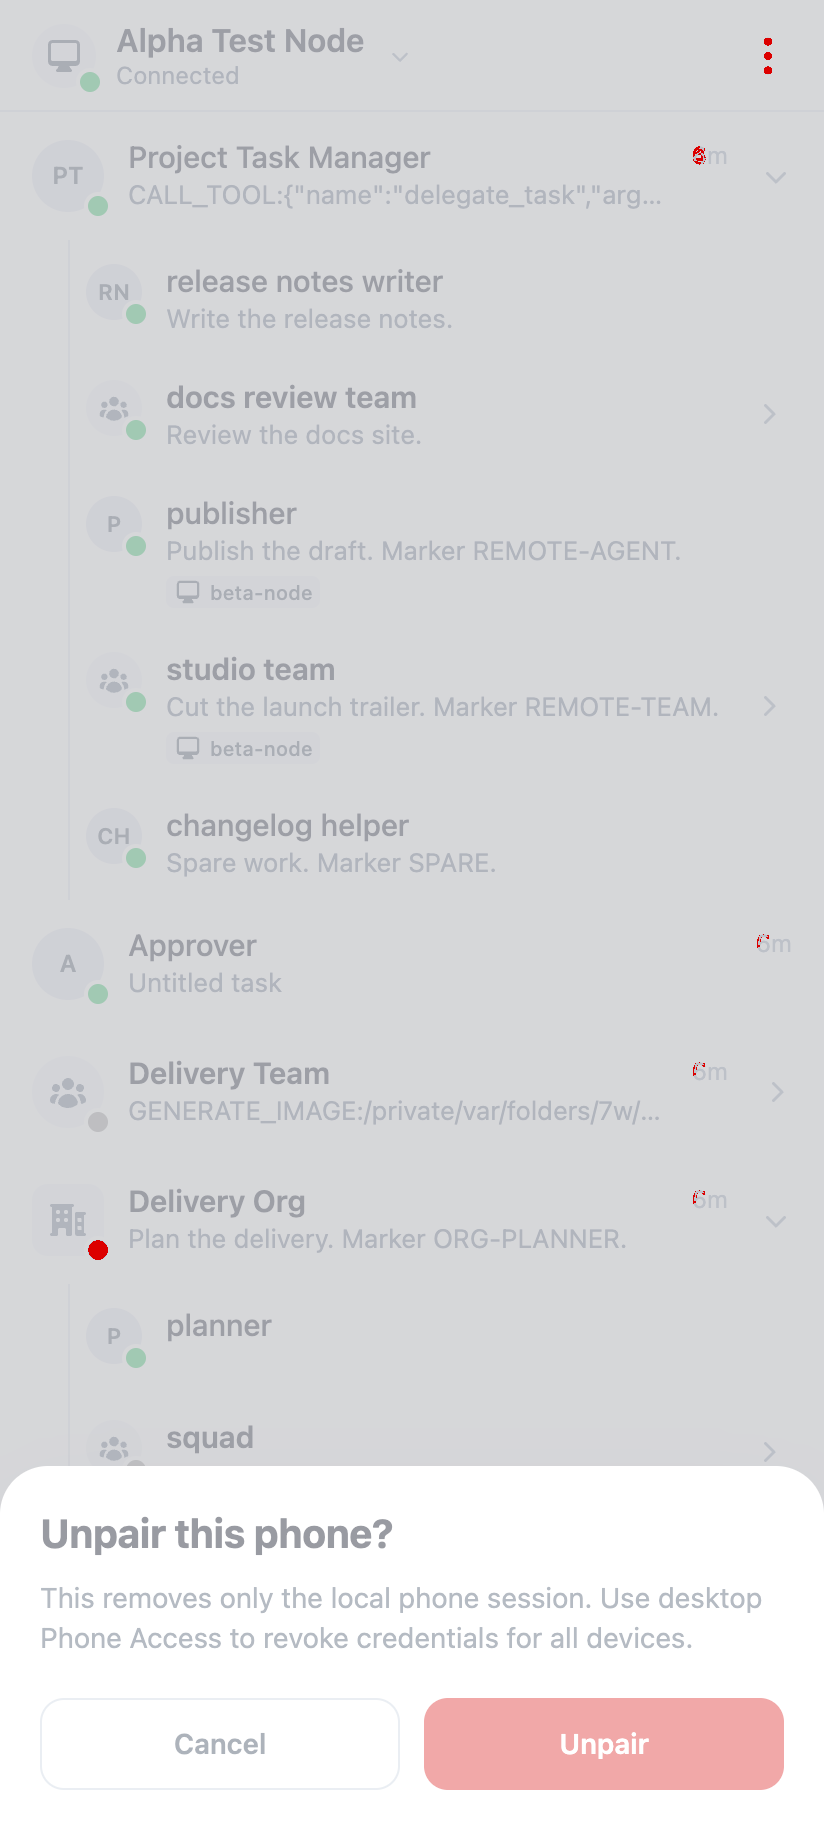 Alpha Test Node
Connected
PT
Project Task Manager
CALL_TOOL:{"name":"delegate_task","arg...
RN
release notes writer
Write the release notes.
docs review team
Review the docs site.
P
publisher
Publish the draft. Marker REMOTE-AGENT.
beta-node
studio team
Cut the launch trailer. Marker REMOTE-TEAM.
beta-node
CH
changelog helper
Spare work. Marker SPARE.
A
Approver
Untitled task
Delivery Team
GENERATE_IMAGE:/private/var/folders/7w/...
Delivery Org
Plan the delivery. Marker ORG-PLANNER.
P
planner
squad
Unpair this phone?
This removes only the local phone session. Use desktop
Phone Access to revoke credentials for all devices.
Cancel
Unpair